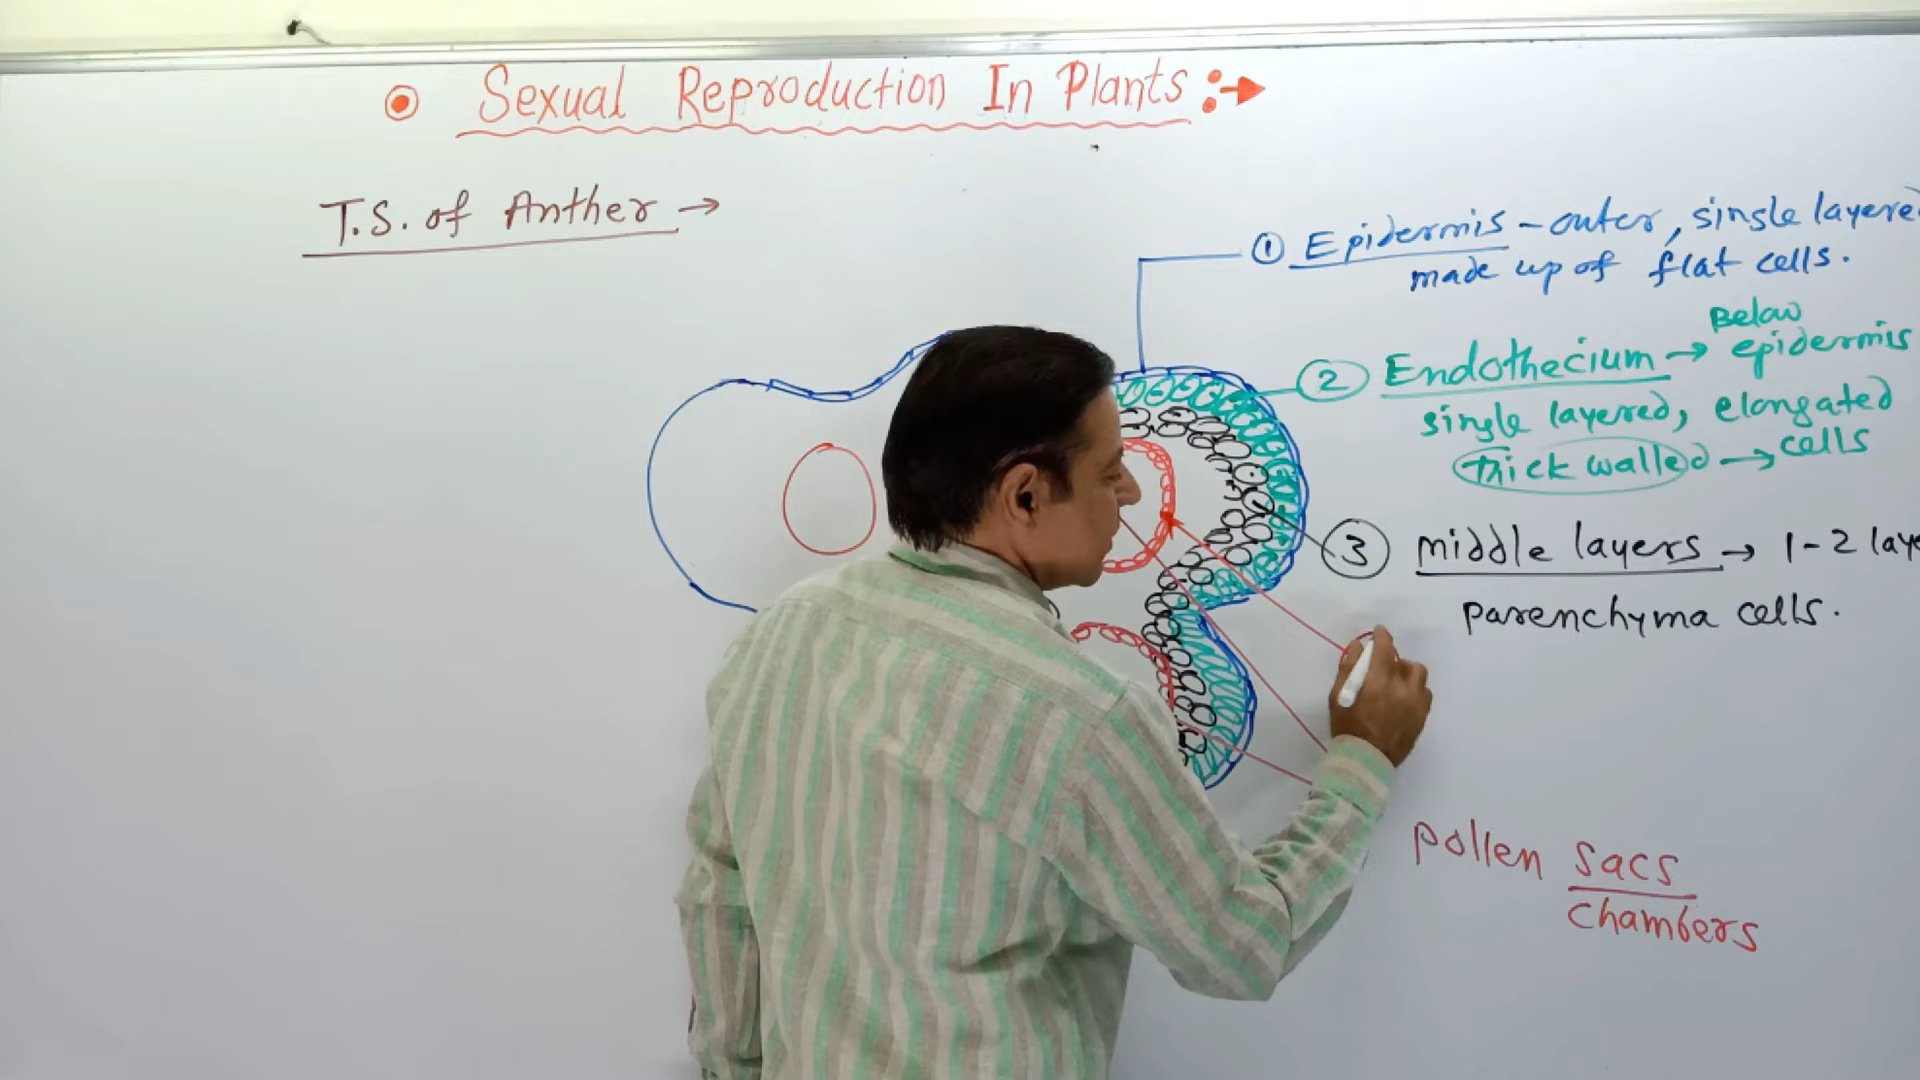 Sexual Reproduction In Plants :→
T.S. of Anther →
① Epidermis - outer, single layered
made up of flat cells.
② Endothecium → Below
epidermis
single layered, elongated
thick walled → cells
③ middle layers → 1-2
parenchyma cells.
pollen sacs
chambers